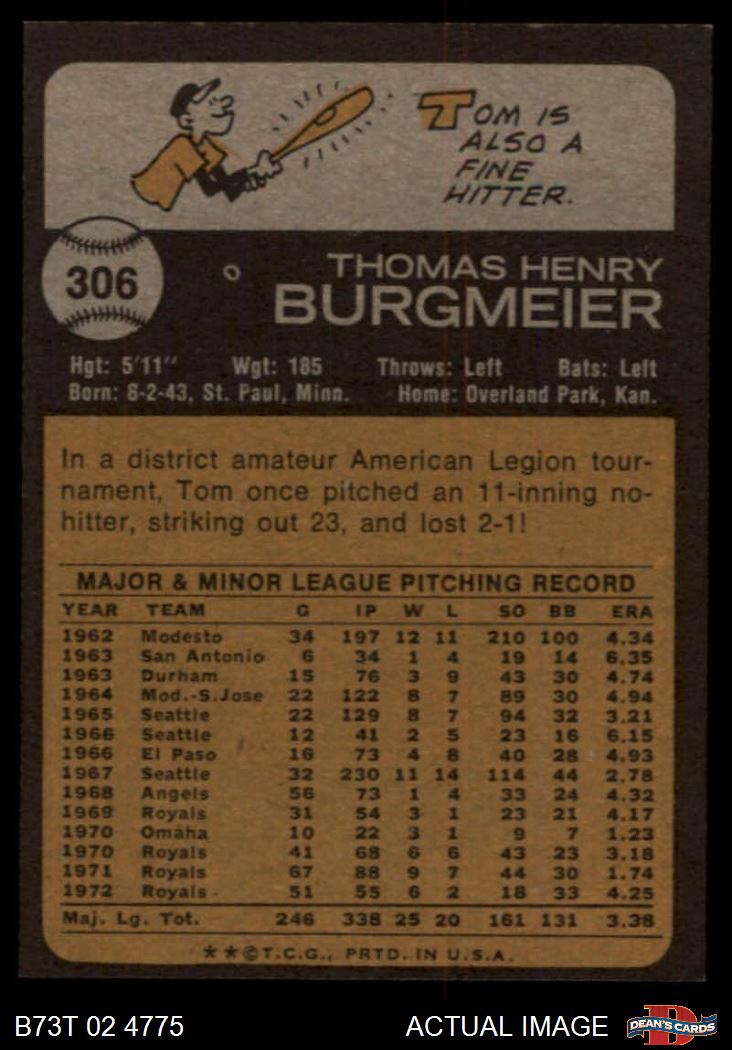 TOM IS
ALSO A
FINE
HITTER.
306
THOMAS HENRY
BURGMEIER
Hgt: 5'11" Wgt: 185 Throws: Left Bats: Left
Born: 8-2-43, St. Paul, Minn. Home: Overland Park, Kan.
In a district amateur American Legion tour-
nament, Tom once pitched an 11-inning no-
hitter, striking out 23, and lost 2-1!
MAJOR & MINOR LEAGUE PITCHING RECORD
YEAR TEAM G IP W L SO BB ERA
1962 Modesto 34 197 12 11 210 100 4.34
1963 San Antonio 6 34 1 4 19 14 6.35
1963 Durham 15 76 3 9 43 30 4.74
1964 Mod.-S.Jose 22 122 8 7 89 30 4.94
1965 Seattle 22 129 8 7 94 32 3.21
1966 Seattle 12 41 2 5 23 16 6.15
1966 El Paso 16 73 4 8 40 28 4.93
1967 Seattle 32 230 11 14 114 44 2.78
1968 Angels 56 73 1 4 33 24 4.32
1969 Royals 31 54 3 1 23 21 4.17
1970 Omaha 10 22 3 1 9 7 1.23
1970 Royals 41 68 6 6 43 23 3.18
1971 Royals 67 88 9 7 44 30 1.74
1972 Royals 51 55 6 2 18 33 4.25
Maj. Lg. Tot. 246 338 25 20 161 131 3.38
**©T.C.G., PRTD. IN U.S.A.
B73T 02 4775 ACTUAL IMAGE DEAN'S CARDS